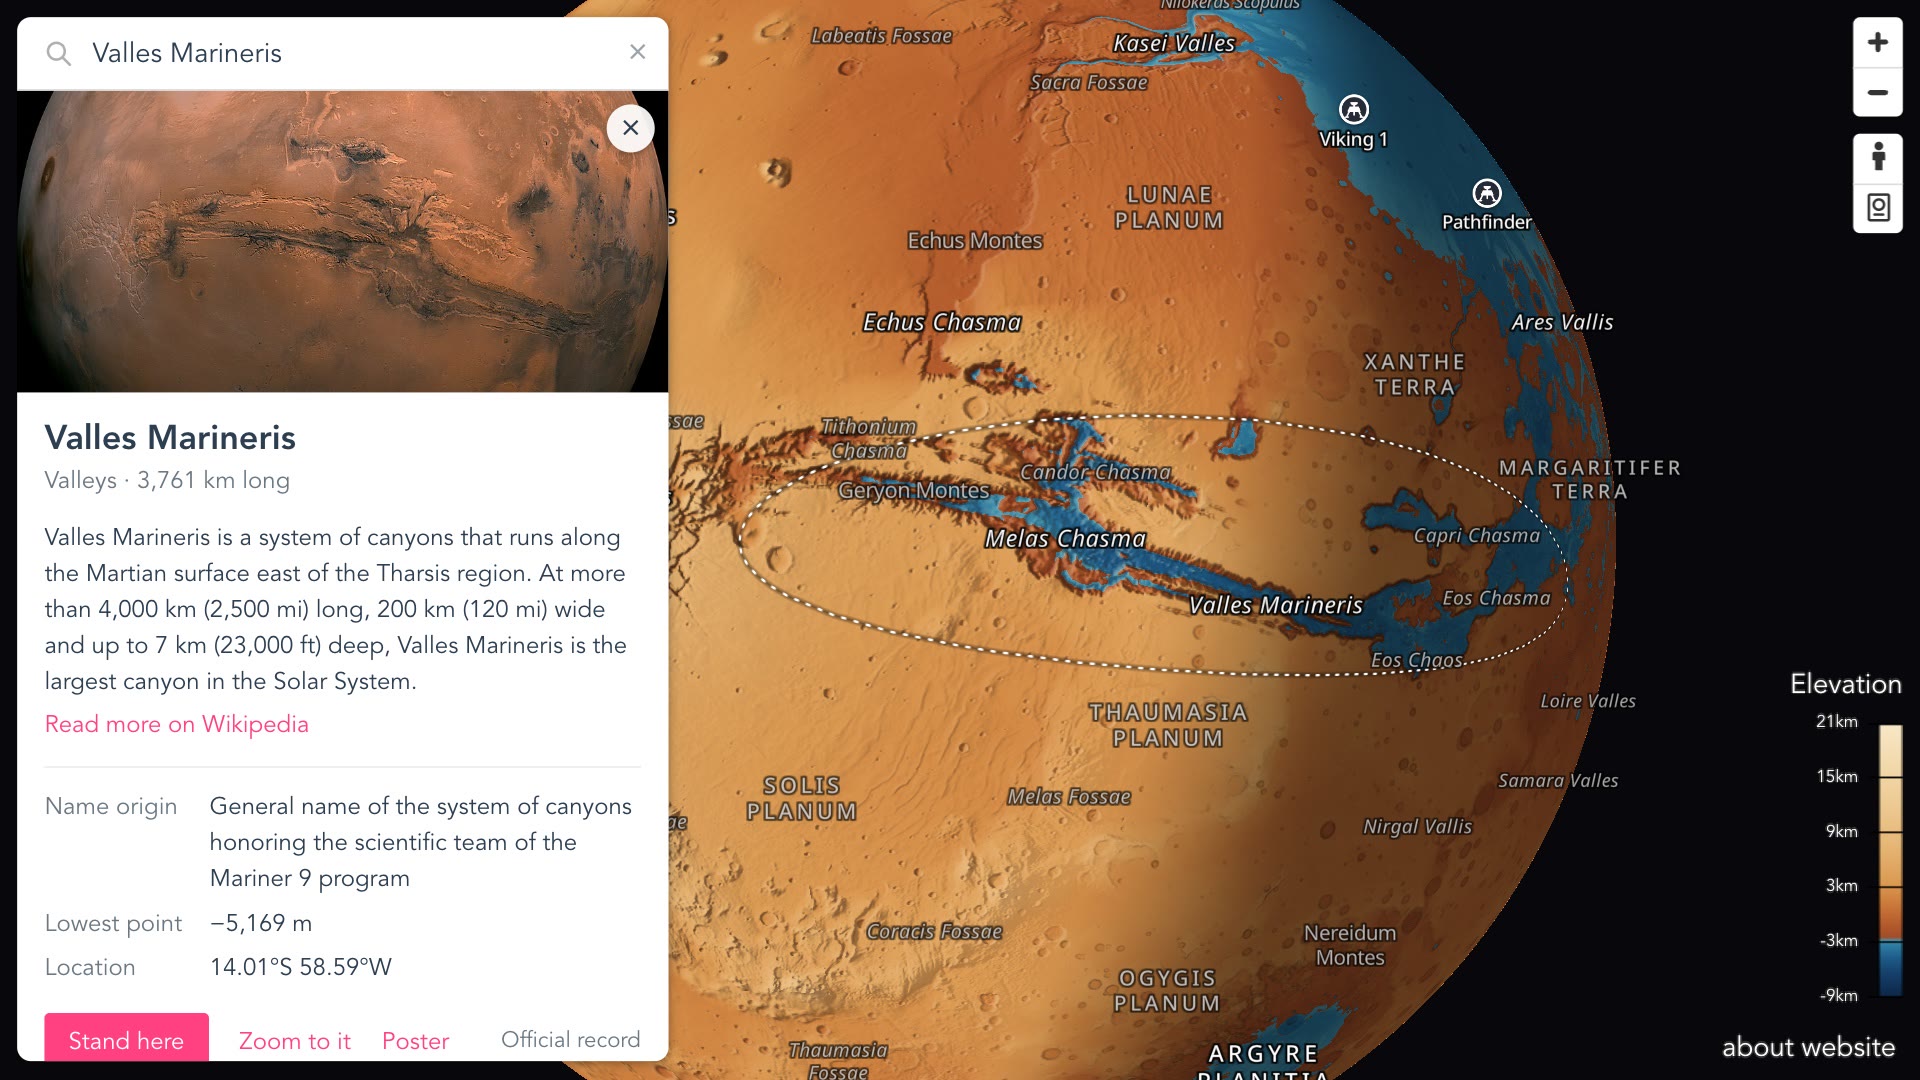 Valles Marineris
Valles Marineris
Valleys · 3,761 km long
Valles Marineris is a system of canyons that runs along
the Martian surface east of the Tharsis region. At more
than 4,000 km (2,500 mi) long, 200 km (120 mi) wide
and up to 7 km (23,000 ft) deep, Valles Marineris is the
largest canyon in the Solar System.
Read more on Wikipedia
Name origin
General name of the system of canyons
honoring the scientific team of the
Mariner 9 program
Lowest point
−5,169 m
Location
14.01°S 58.59°W
Stand here
Zoom to it
Poster
Official record
Nilokeras Scopulus
Labeatis Fossae
Kasei Valles
Sacra Fossae
Viking 1
LUNAE
PLANUM
Pathfinder
Echus Montes
Echus Chasma
Ares Vallis
XANTHE
TERRA
Tithonium
Chasma
Candor Chasma
MARGARITIFER
TERRA
Geryon Montes
Melas Chasma
Capri Chasma
Valles Marineris
Eos Chasma
Eos Chaos
Loire Valles
THAUMASIA
PLANUM
SOLIS
PLANUM
Melas Fossae
Samara Valles
Nirgal Vallis
Coracis Fossae
Nereidum
Montes
OGYGIS
PLANUM
Thaumasia
Fossae
ARGYRE
PLANITIA
Elevation
21km
15km
9km
3km
-3km
-9km
about website